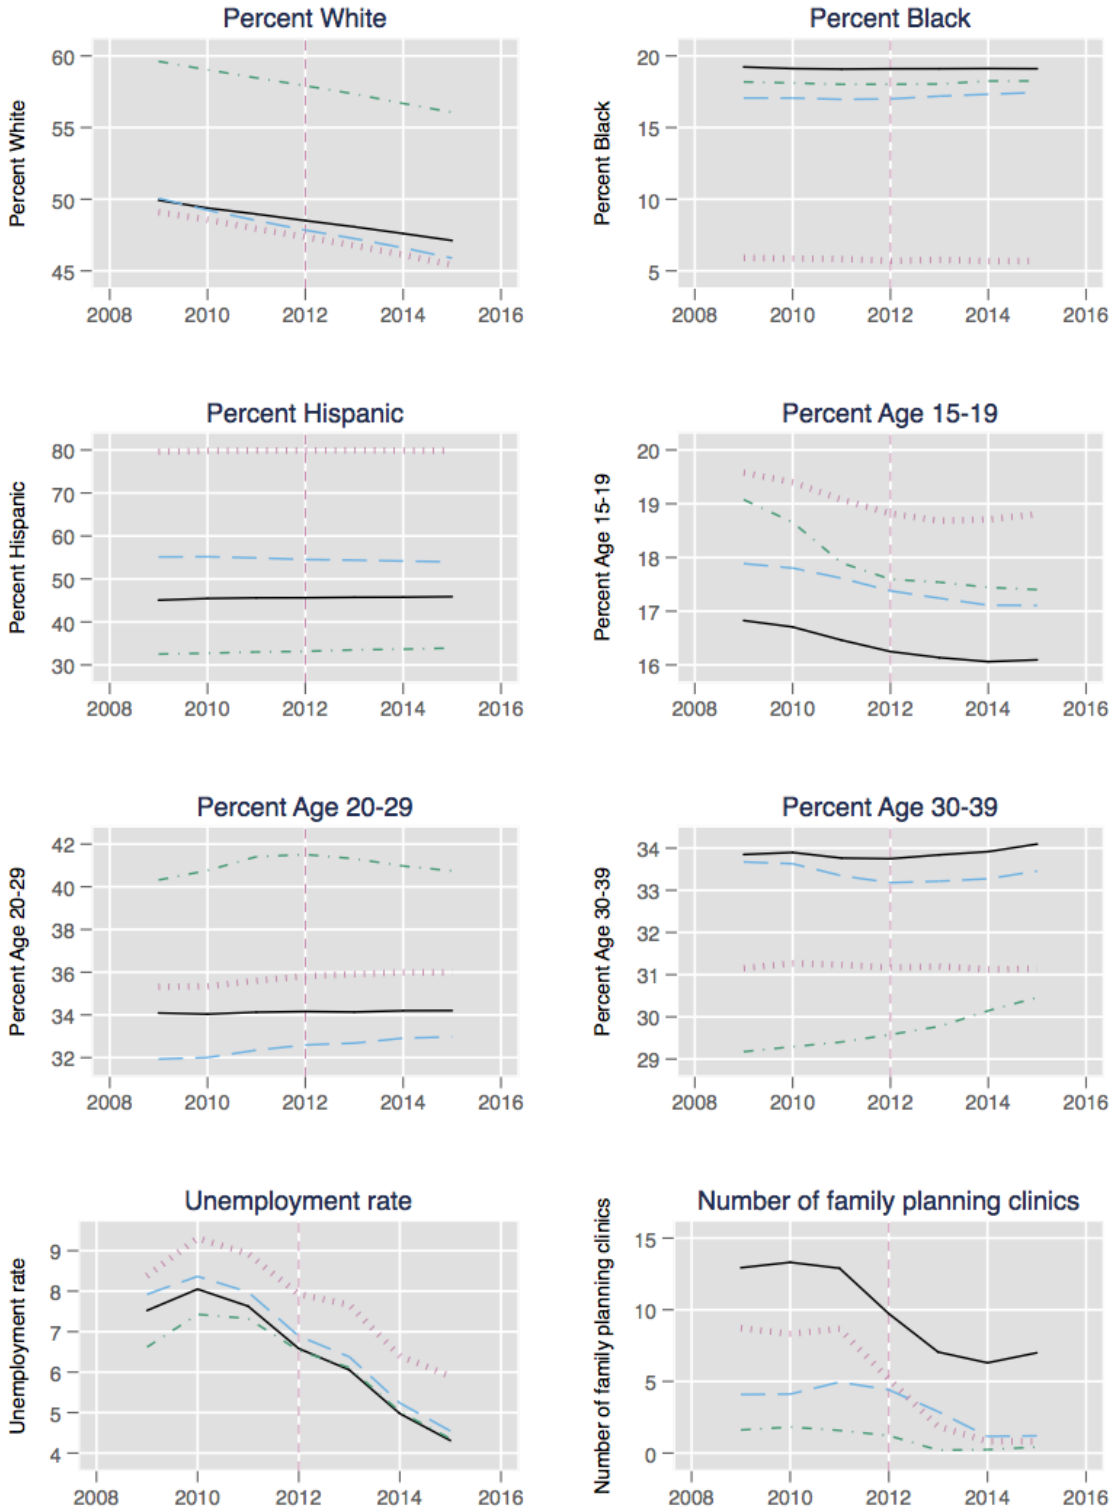 Percent White
Percent White
60
55
50
45
2008 2010 2012 2014 2016
Percent Black
Percent Black
20
15
10
5
2008 2010 2012 2014 2016
Percent Hispanic
Percent Hispanic
80
70
60
50
40
30
2008 2010 2012 2014 2016
Percent Age 15-19
Percent Age 15-19
20
19
18
17
16
2008 2010 2012 2014 2016
Percent Age 20-29
Percent Age 20-29
42
40
38
36
34
32
2008 2010 2012 2014 2016
Percent Age 30-39
Percent Age 30-39
34
33
32
31
30
29
2008 2010 2012 2014 2016
Unemployment rate
Unemployment rate
9
8
7
6
5
4
2008 2010 2012 2014 2016
Number of family planning clinics
Number of family planning clinics
15
10
5
0
2008 2010 2012 2014 2016